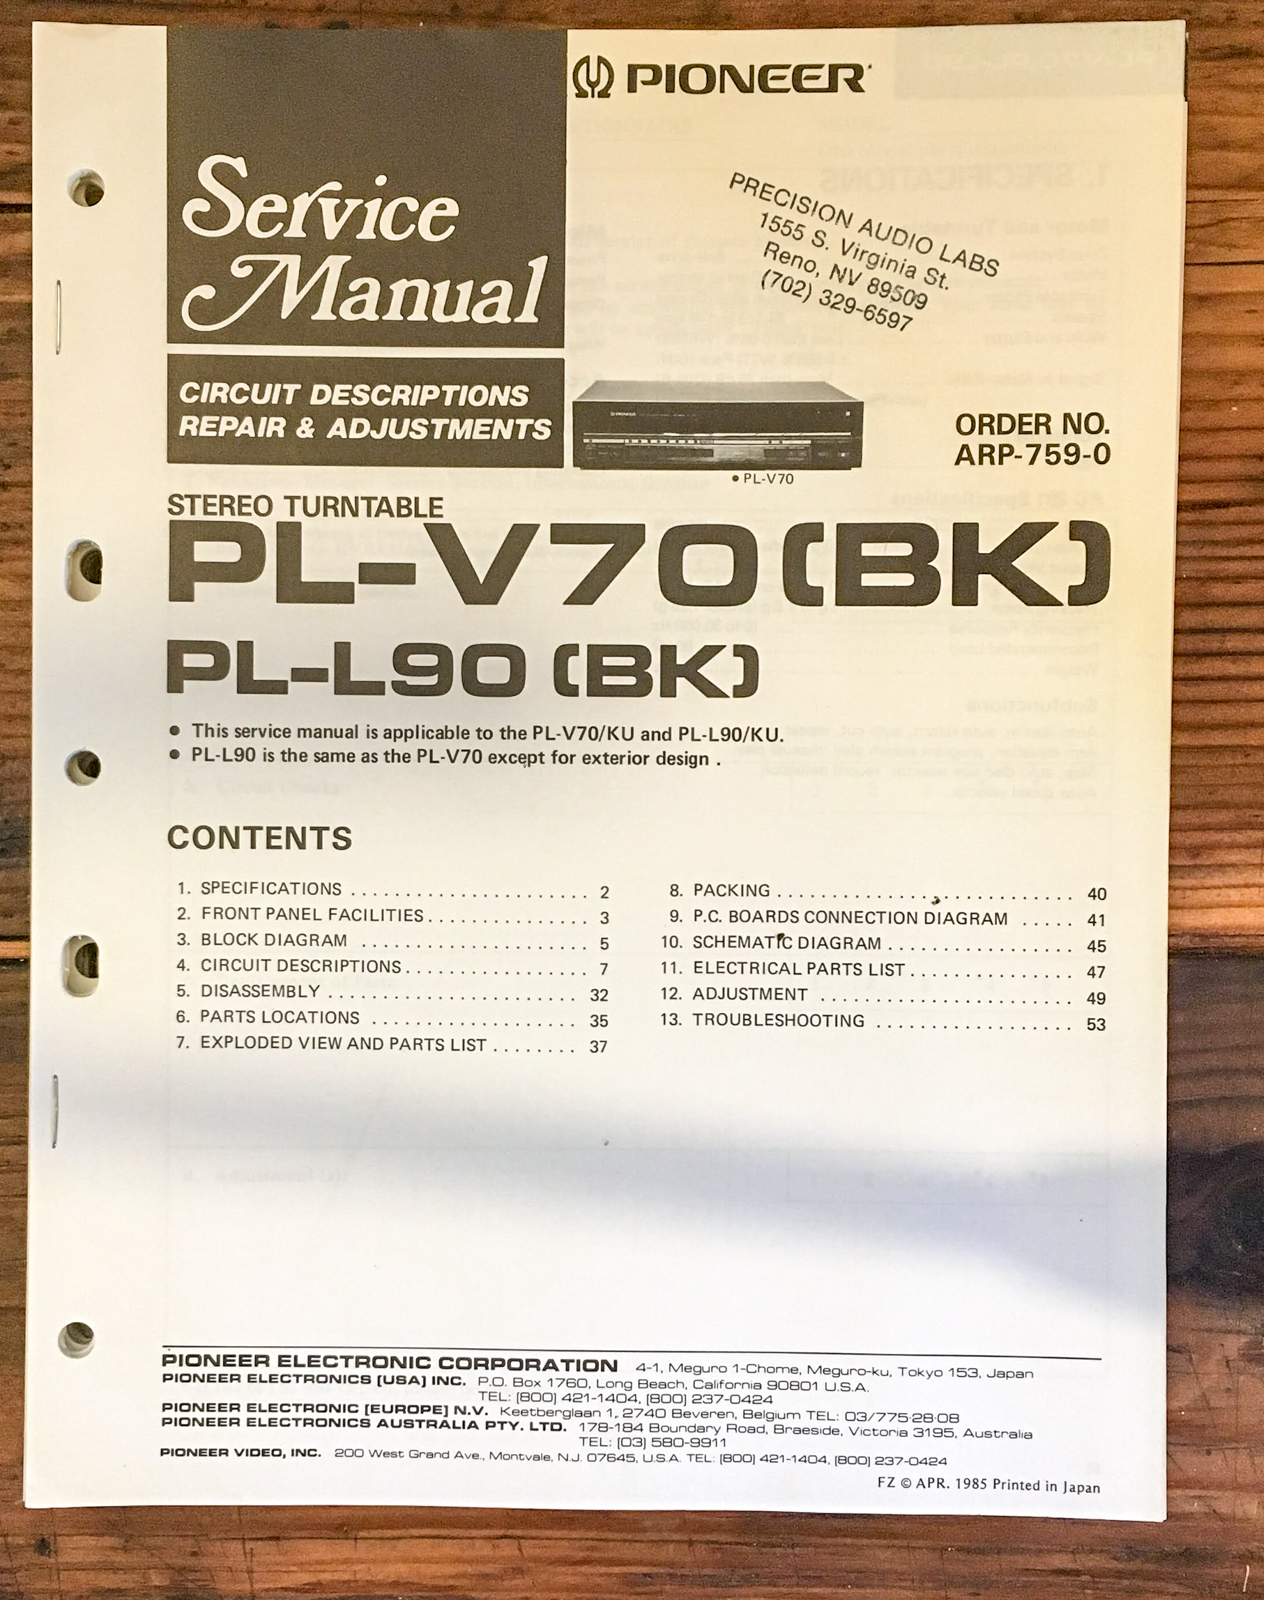 PIONEER
Service
Manual
PRECISION AUDIO LABS
1555 S. Virginia St.
Reno, NV 89509
(702) 329-6597
CIRCUIT DESCRIPTIONS
REPAIR & ADJUSTMENTS
PIONEER
● PL-V70
ORDER NO.
ARP-759-0
STEREO TURNTABLE
PL-V70(BK)
PL-L90 (BK)
● This service manual is applicable to the PL-V70/KU and PL-L90/KU.
● PL-L90 is the same as the PL-V70 except for exterior design .
CONTENTS
1. SPECIFICATIONS . . . . . . . . . . . . . . . . . . . . . . 2
2. FRONT PANEL FACILITIES . . . . . . . . . . . . . . . 3
3. BLOCK DIAGRAM . . . . . . . . . . . . . . . . . . . . . 5
4. CIRCUIT DESCRIPTIONS . . . . . . . . . . . . . . . . . 7
5. DISASSEMBLY . . . . . . . . . . . . . . . . . . . . . . . 32
6. PARTS LOCATIONS . . . . . . . . . . . . . . . . . . . 35
7. EXPLODED VIEW AND PARTS LIST . . . . . . . . 37
8. PACKING . . . . . . . . . . . . . . . . . . . . . . . . . . 40
9. P.C. BOARDS CONNECTION DIAGRAM . . . . . 41
10. SCHEMATIC DIAGRAM . . . . . . . . . . . . . . . . . 45
11. ELECTRICAL PARTS LIST . . . . . . . . . . . . . . . 47
12. ADJUSTMENT . . . . . . . . . . . . . . . . . . . . . . . 49
13. TROUBLESHOOTING . . . . . . . . . . . . . . . . . . 53
PIONEER ELECTRONIC CORPORATION 4-1, Meguro 1-Chome, Meguro-ku, Tokyo 153, Japan
PIONEER ELECTRONICS [USA] INC. P.O. Box 1760, Long Beach, California 90801 U.S.A.
TEL: [800] 421-1404, [800] 237-0424
PIONEER ELECTRONIC [EUROPE] N.V. Keetberglaan 1, 2740 Beveren, Belgium TEL: 03/775·28·08
PIONEER ELECTRONICS AUSTRALIA PTY. LTD. 178-184 Boundary Road, Braeside, Victoria 3195, Australia
TEL: [03] 580-9911
PIONEER VIDEO, INC. 200 West Grand Ave., Montvale, N.J. 07645, U.S.A. TEL: [800] 421-1404, [800] 237-0424
FZ © APR. 1985 Printed in Japan